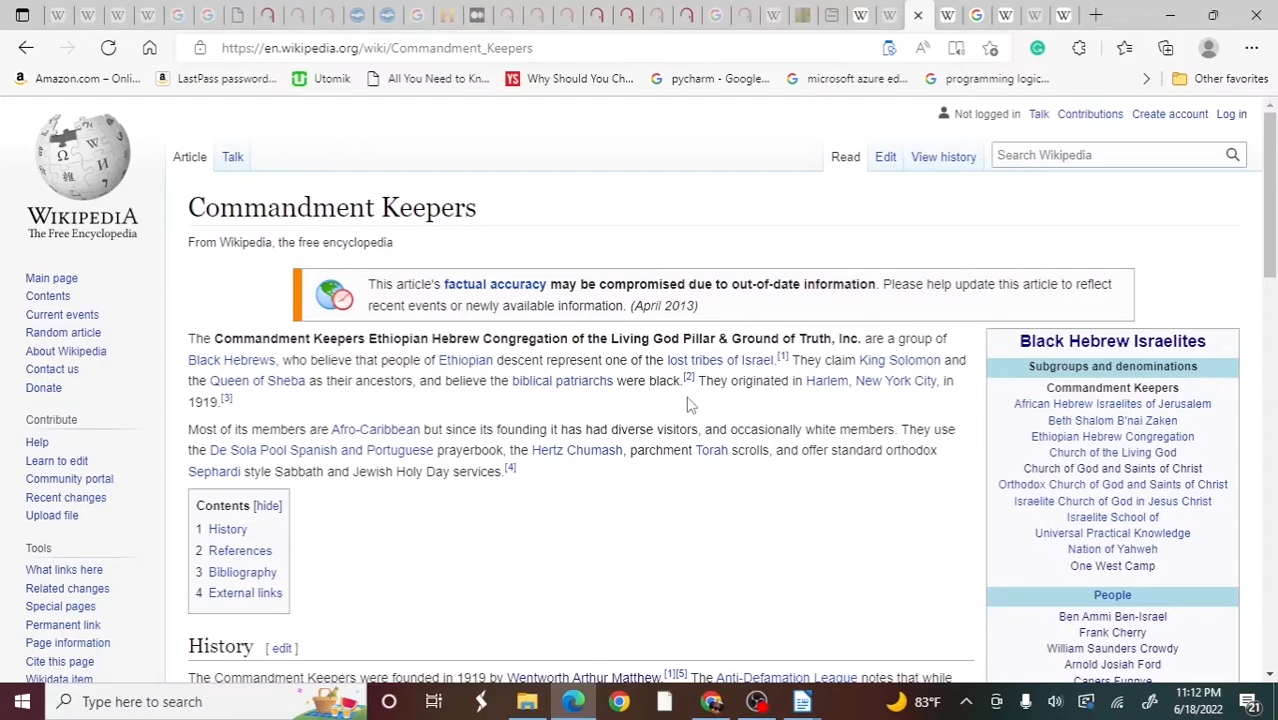 https://en.wikipedia.org/wiki/Commandment_Keepers
Amazon.com – Onli...
LastPass password...
Utomik
All You Need to Kn...
Why Should You Ch...
pycharm - Google...
microsoft azure ed...
programming logic...
Other favorites
Not logged in Talk Contributions Create account Log in
Article Talk
Read Edit View history
Search Wikipedia
WIKIPEDIA
The Free Encyclopedia
Main page
Contents
Current events
Random article
About Wikipedia
Contact us
Donate
Contribute
Help
Learn to edit
Community portal
Recent changes
Upload file
Tools
What links here
Related changes
Special pages
Permanent link
Page information
Cite this page
Wikidata item
Commandment Keepers
From Wikipedia, the free encyclopedia
This article's factual accuracy may be compromised due to out-of-date information. Please help update this article to reflect
recent events or newly available information. (April 2013)
The Commandment Keepers Ethiopian Hebrew Congregation of the Living God Pillar & Ground of Truth, Inc. are a group of
Black Hebrews, who believe that people of Ethiopian descent represent one of the lost tribes of Israel.[1] They claim King Solomon and
the Queen of Sheba as their ancestors, and believe the biblical patriarchs were black.[2] They originated in Harlem, New York City, in
1919.[3]
Most of its members are Afro-Caribbean but since its founding it has had diverse visitors, and occasionally white members. They use
the De Sola Pool Spanish and Portuguese prayerbook, the Hertz Chumash, parchment Torah scrolls, and offer standard orthodox
Sephardi style Sabbath and Jewish Holy Day services.[4]
Contents [hide]
1 History
2 References
3 Bibliography
4 External links
History [ edit ]
The Commandment Keepers were founded in 1919 by Wentworth Arthur Matthew.[1][5] The Anti-Defamation League notes that while
Black Hebrew Israelites
Subgroups and denominations
Commandment Keepers
African Hebrew Israelites of Jerusalem
Beth Shalom B'nai Zaken
Ethiopian Hebrew Congregation
Church of the Living God
Church of God and Saints of Christ
Orthodox Church of God and Saints of Christ
Israelite Church of God in Jesus Christ
Israelite School of
Universal Practical Knowledge
Nation of Yahweh
One West Camp
People
Ben Ammi Ben-Israel
Frank Cherry
William Saunders Crowdy
Arnold Josiah Ford
Capers Funnye
Type here to search
83°F
11:12 PM
6/18/2022
21